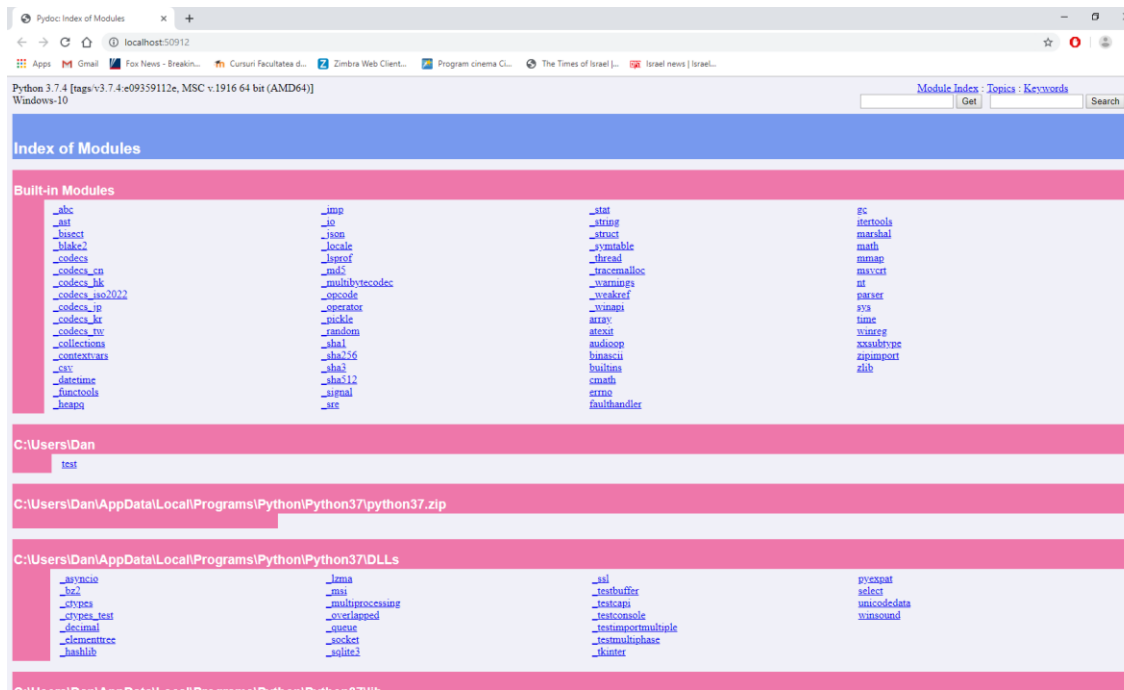 Pydoc: Index of Modules
localhost:50912
Apps Gmail Fox News - Breakin... Cursuri Facultatea d... Zimbra Web Client... Program cinema Ci... The Times of Israel |... Israel news | Israel...
Python 3.7.4 [tags/v3.7.4:e09359112e, MSC v.1916 64 bit (AMD64)]
Windows-10
Module Index : Topics : Keywords
Get Search
Index of Modules
Built-in Modules
_abc _imp _stat gc
_ast _io _string itertools
_bisect _json _struct marshal
_blake2 _locale _symtable math
_codecs _lsprof _thread mmap
_codecs_cn _md5 _tracemalloc msvcrt
_codecs_hk _multibytecodec _warnings nt
_codecs_iso2022 _opcode _weakref parser
_codecs_jp _operator _winapi sys
_codecs_kr _pickle array time
_codecs_tw _random atexit winreg
_collections _sha1 audioop xxsubtype
_contextvars _sha256 binascii zipimport
_csv _sha3 builtins zlib
_datetime _sha512 cmath
_functools _signal errno
_heapq _sre faulthandler
C:\Users\Dan
test
C:\Users\Dan\AppData\Local\Programs\Python\Python37\python37.zip
C:\Users\Dan\AppData\Local\Programs\Python\Python37\DLLs
_asyncio _lzma _ssl pyexpat
_bz2 _msi _testbuffer select
_ctypes _multiprocessing _testcapi unicodedata
_ctypes_test _overlapped _testconsole winsound
_decimal _queue _testimportmultiple
_elementtree _socket _testmultiphase
_hashlib _sqlite3 _tkinter
C:\Users\Dan\AppData\Local\Programs\Python\Python37\lib